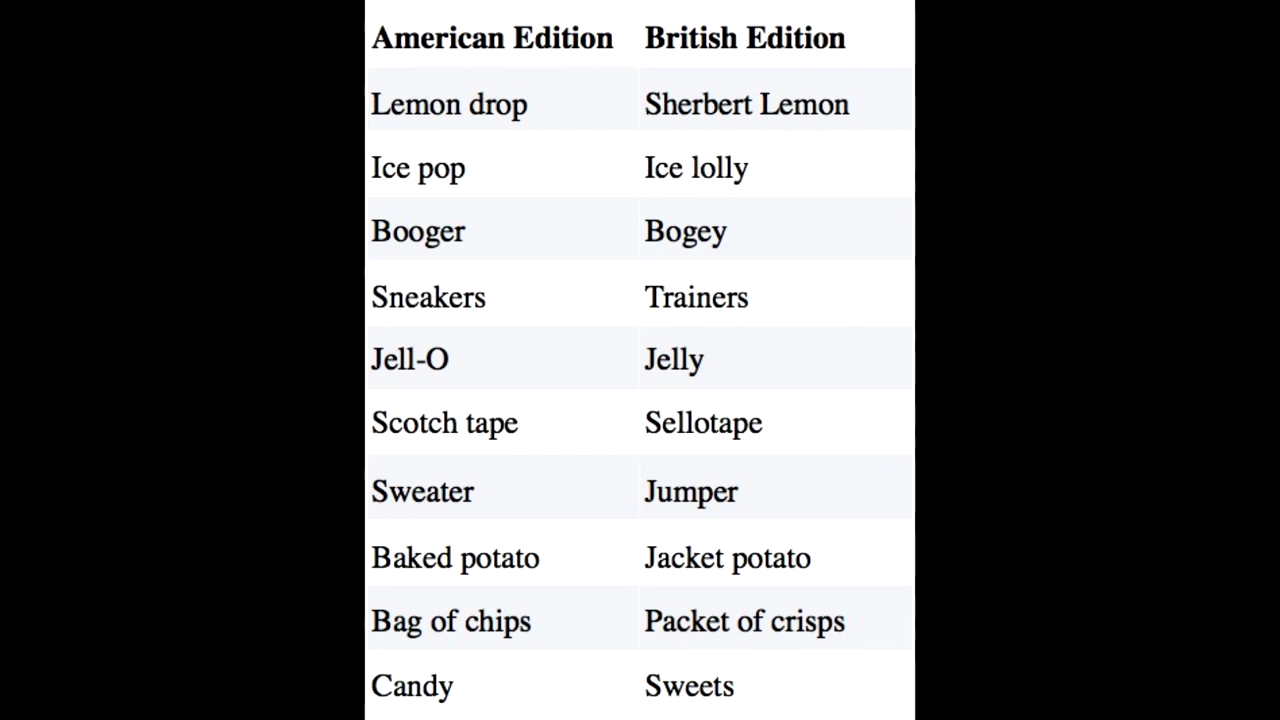 American Edition British Edition
Lemon drop Sherbert Lemon
Ice pop Ice lolly
Booger Bogey
Sneakers Trainers
Jell-O Jelly
Scotch tape Sellotape
Sweater Jumper
Baked potato Jacket potato
Bag of chips Packet of crisps
Candy Sweets